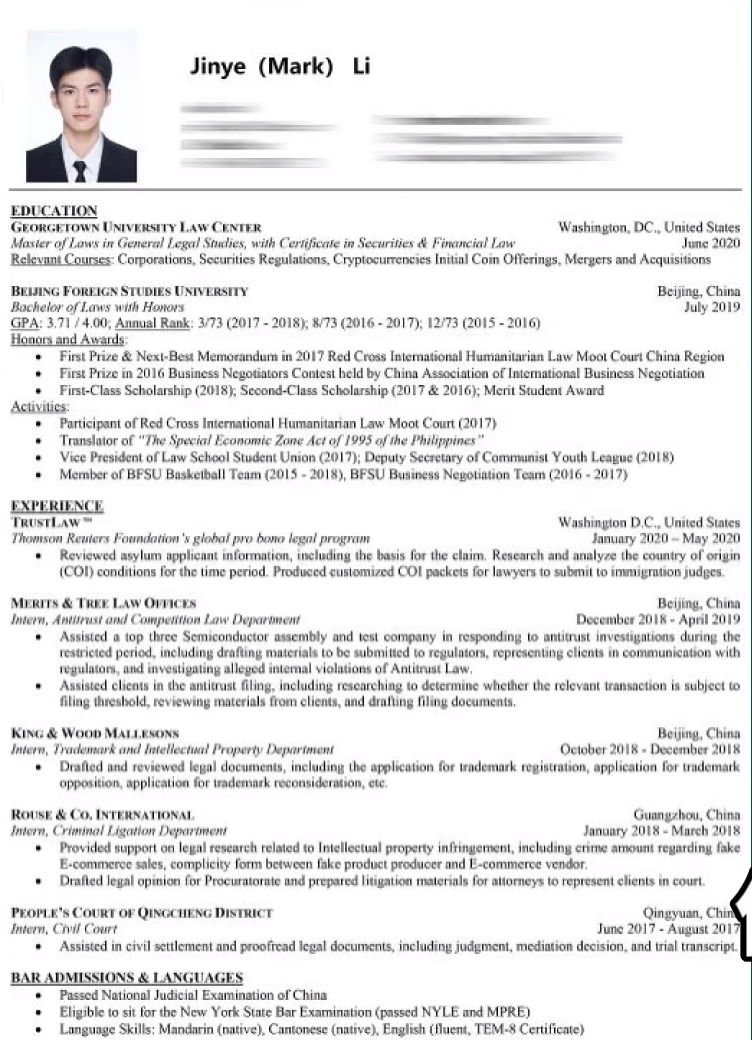 Jinye (Mark) Li
EDUCATION
GEORGETOWN UNIVERSITY LAW CENTER Washington, DC., United States
Master of Laws in General Legal Studies, with Certificate in Securities & Financial Law June 2020
Relevant Courses: Corporations, Securities Regulations, Cryptocurrencies Initial Coin Offerings, Mergers and Acquisitions
BEIJING FOREIGN STUDIES UNIVERSITY Beijing, China
Bachelor of Laws with Honors July 2019
GPA: 3.71 / 4.00; Annual Rank: 3/73 (2017 - 2018); 8/73 (2016 - 2017); 12/73 (2015 - 2016)
Honors and Awards:
• First Prize & Next-Best Memorandum in 2017 Red Cross International Humanitarian Law Moot Court China Region
• First Prize in 2016 Business Negotiators Contest held by China Association of International Business Negotiation
• First-Class Scholarship (2018); Second-Class Scholarship (2017 & 2016); Merit Student Award
Activities:
• Participant of Red Cross International Humanitarian Law Moot Court (2017)
• Translator of "The Special Economic Zone Act of 1995 of the Philippines"
• Vice President of Law School Student Union (2017); Deputy Secretary of Communist Youth League (2018)
• Member of BFSU Basketball Team (2015 - 2018), BFSU Business Negotiation Team (2016 - 2017)
EXPERIENCE
TRUSTLAW ™ Washington D.C., United States
Thomson Reuters Foundation's global pro bono legal program January 2020 – May 2020
• Reviewed asylum applicant information, including the basis for the claim. Research and analyze the country of origin
(COI) conditions for the time period. Produced customized COI packets for lawyers to submit to immigration judges.
MERITS & TREE LAW OFFICES Beijing, China
Intern, Antitrust and Competition Law Department December 2018 - April 2019
• Assisted a top three Semiconductor assembly and test company in responding to antitrust investigations during the
restricted period, including drafting materials to be submitted to regulators, representing clients in communication with
regulators, and investigating alleged internal violations of Antitrust Law.
• Assisted clients in the antitrust filing, including researching to determine whether the relevant transaction is subject to
filing threshold, reviewing materials from clients, and drafting filing documents.
KING & WOOD MALLESONS Beijing, China
Intern, Trademark and Intellectual Property Department October 2018 - December 2018
• Drafted and reviewed legal documents, including the application for trademark registration, application for trademark
opposition, application for trademark reconsideration, etc.
ROUSE & CO. INTERNATIONAL Guangzhou, China
Intern, Criminal Ligation Department January 2018 - March 2018
• Provided support on legal research related to Intellectual property infringement, including crime amount regarding fake
E-commerce sales, complicity form between fake product producer and E-commerce vendor.
• Drafted legal opinion for Procuratorate and prepared litigation materials for attorneys to represent clients in court.
PEOPLE'S COURT OF QINGCHENG DISTRICT Qingyuan, China
Intern, Civil Court June 2017 - August 2017
• Assisted in civil settlement and proofread legal documents, including judgment, mediation decision, and trial transcript.
BAR ADMISSIONS & LANGUAGES
• Passed National Judicial Examination of China
• Eligible to sit for the New York State Bar Examination (passed NYLE and MPRE)
• Language Skills: Mandarin (native), Cantonese (native), English (fluent, TEM-8 Certificate)